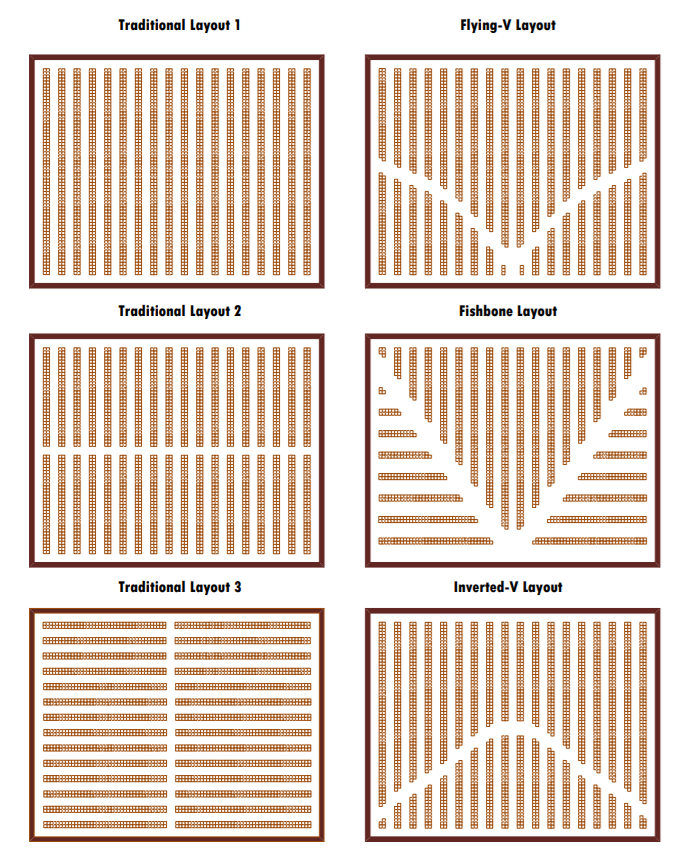 Traditional Layout 1
Flying-V Layout
Traditional Layout 2
Fishbone Layout
Traditional Layout 3
Inverted-V Layout